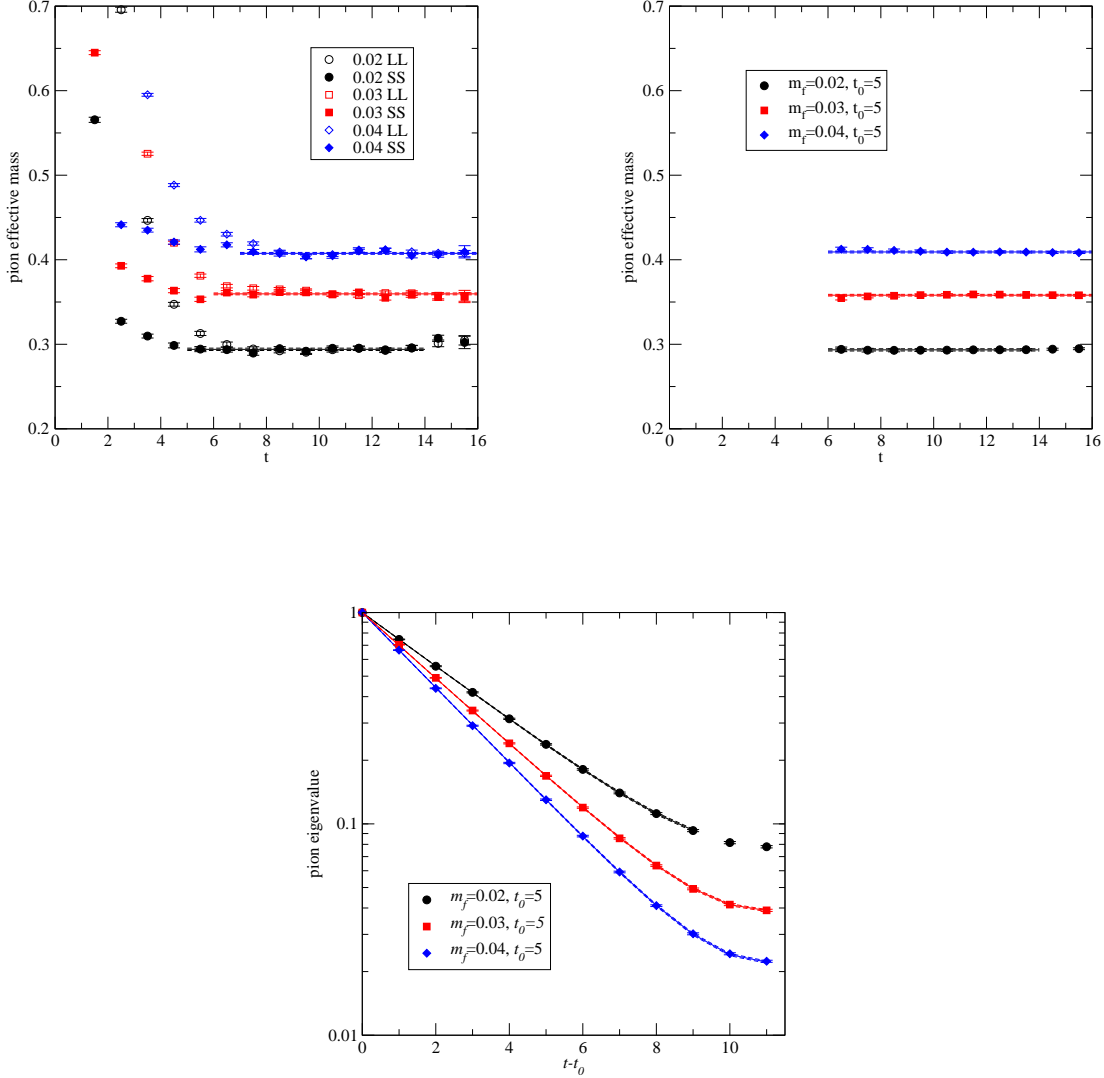 0.7
0.6
0.5
0.4
0.3
0.2
0 2 4 6 8 10 12 14 16
t
pion effective mass
0.02 LL
0.02 SS
0.03 LL
0.03 SS
0.04 LL
0.04 SS
0.7
0.6
0.5
0.4
0.3
0.2
0 2 4 6 8 10 12 14 16
t
pion effective mass
m_f=0.02, t_0=5
m_f=0.03, t_0=5
m_f=0.04, t_0=5
1
0.1
0.01
0 2 4 6 8 10
t-t_0
pion eigenvalue
m_f=0.02, t_0=5
m_f=0.03, t_0=5
m_f=0.04, t_0=5